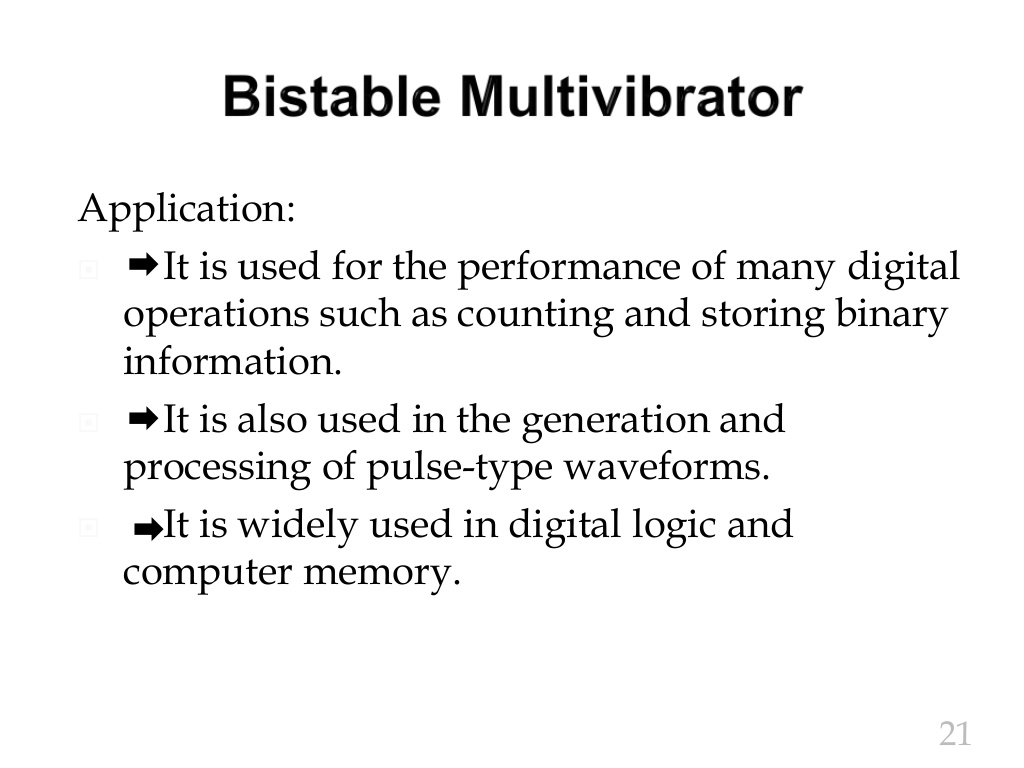 Bistable Multivibrator
Application:
➡It is used for the performance of many digital
operations such as counting and storing binary
information.
➡It is also used in the generation and
processing of pulse-type waveforms.
➡It is widely used in digital logic and
computer memory.
21